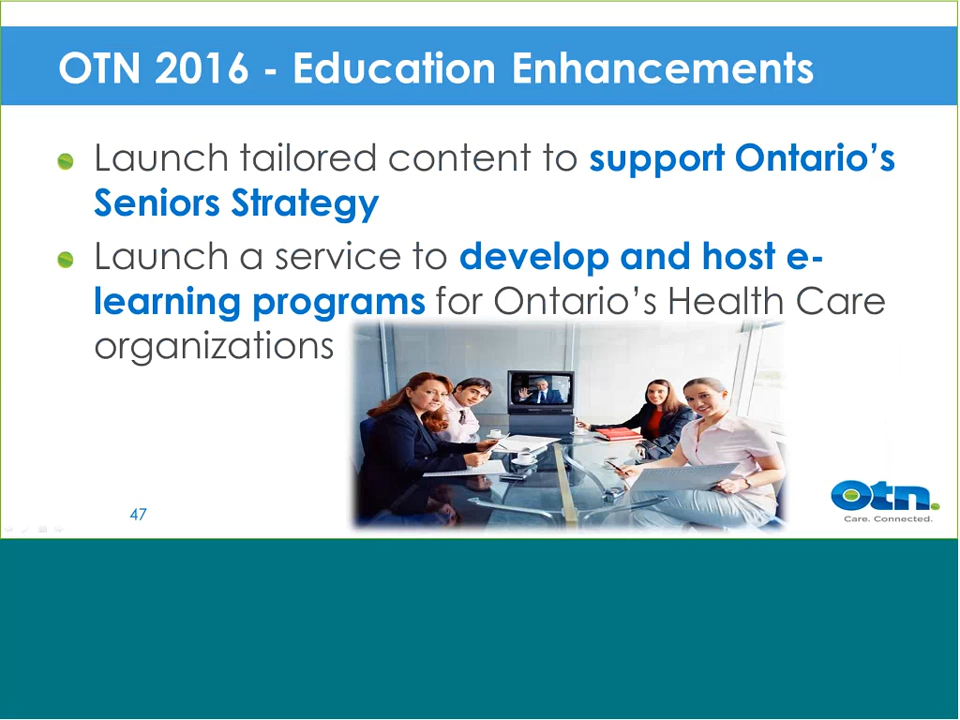 OTN 2016 - Education Enhancements
Launch tailored content to support Ontario’s
Seniors Strategy
Launch a service to develop and host e-
learning programs for Ontario’s Health Care
organizations
47
otn.
Care. Connected.